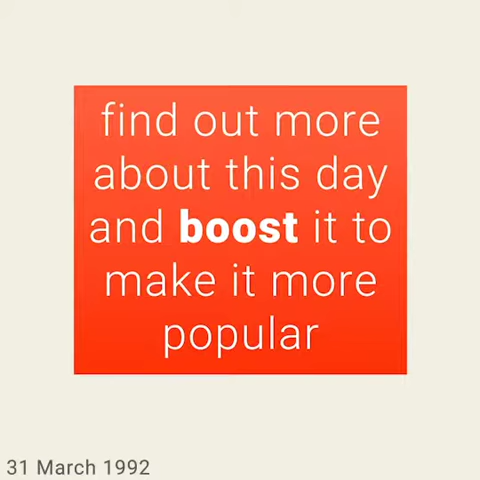 find out more
about this day
and boost it to
make it more
popular
31 March 1992